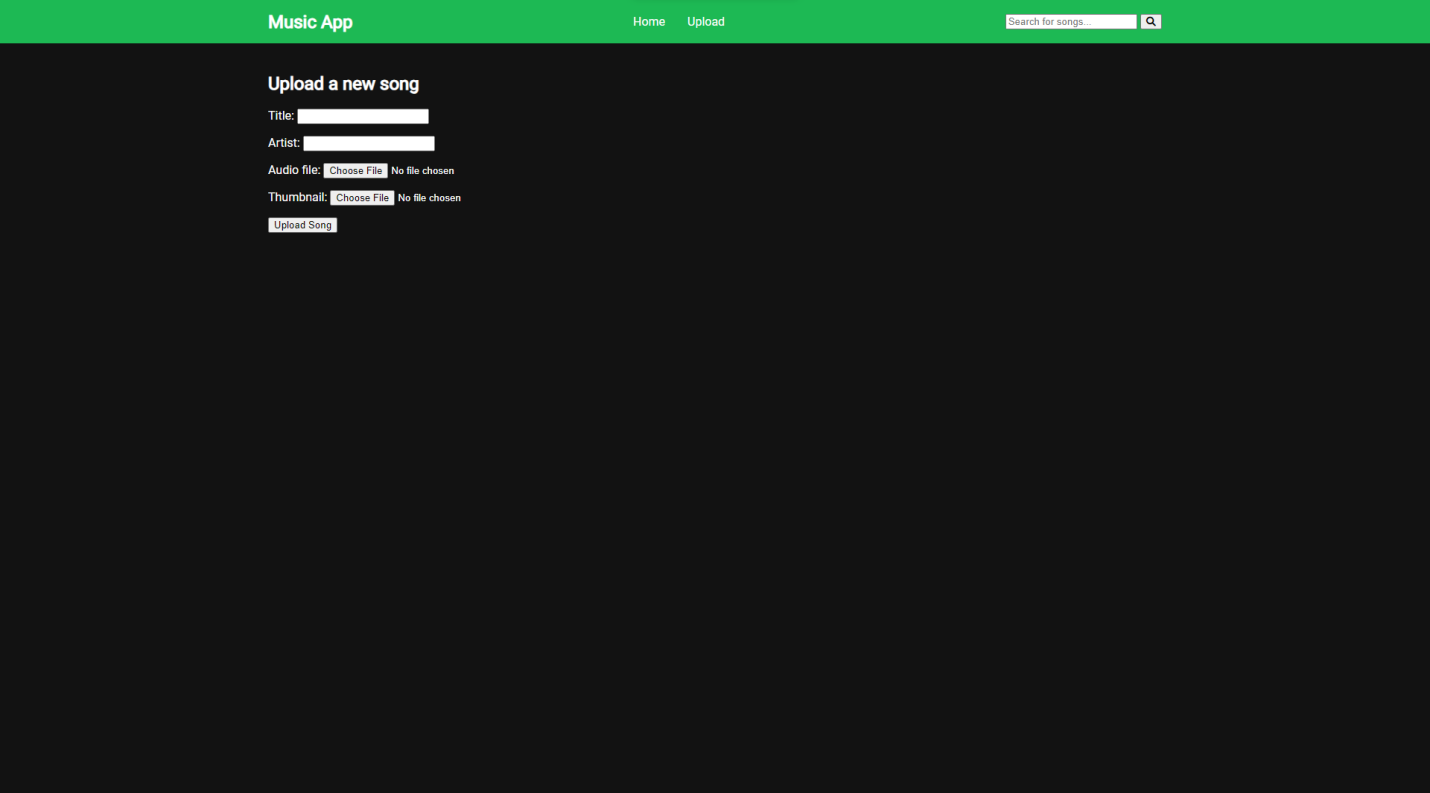 Music App
Home
Upload
Search for songs...
Upload a new song
Title:
Artist:
Audio file: Choose File No file chosen
Thumbnail: Choose File No file chosen
Upload Song